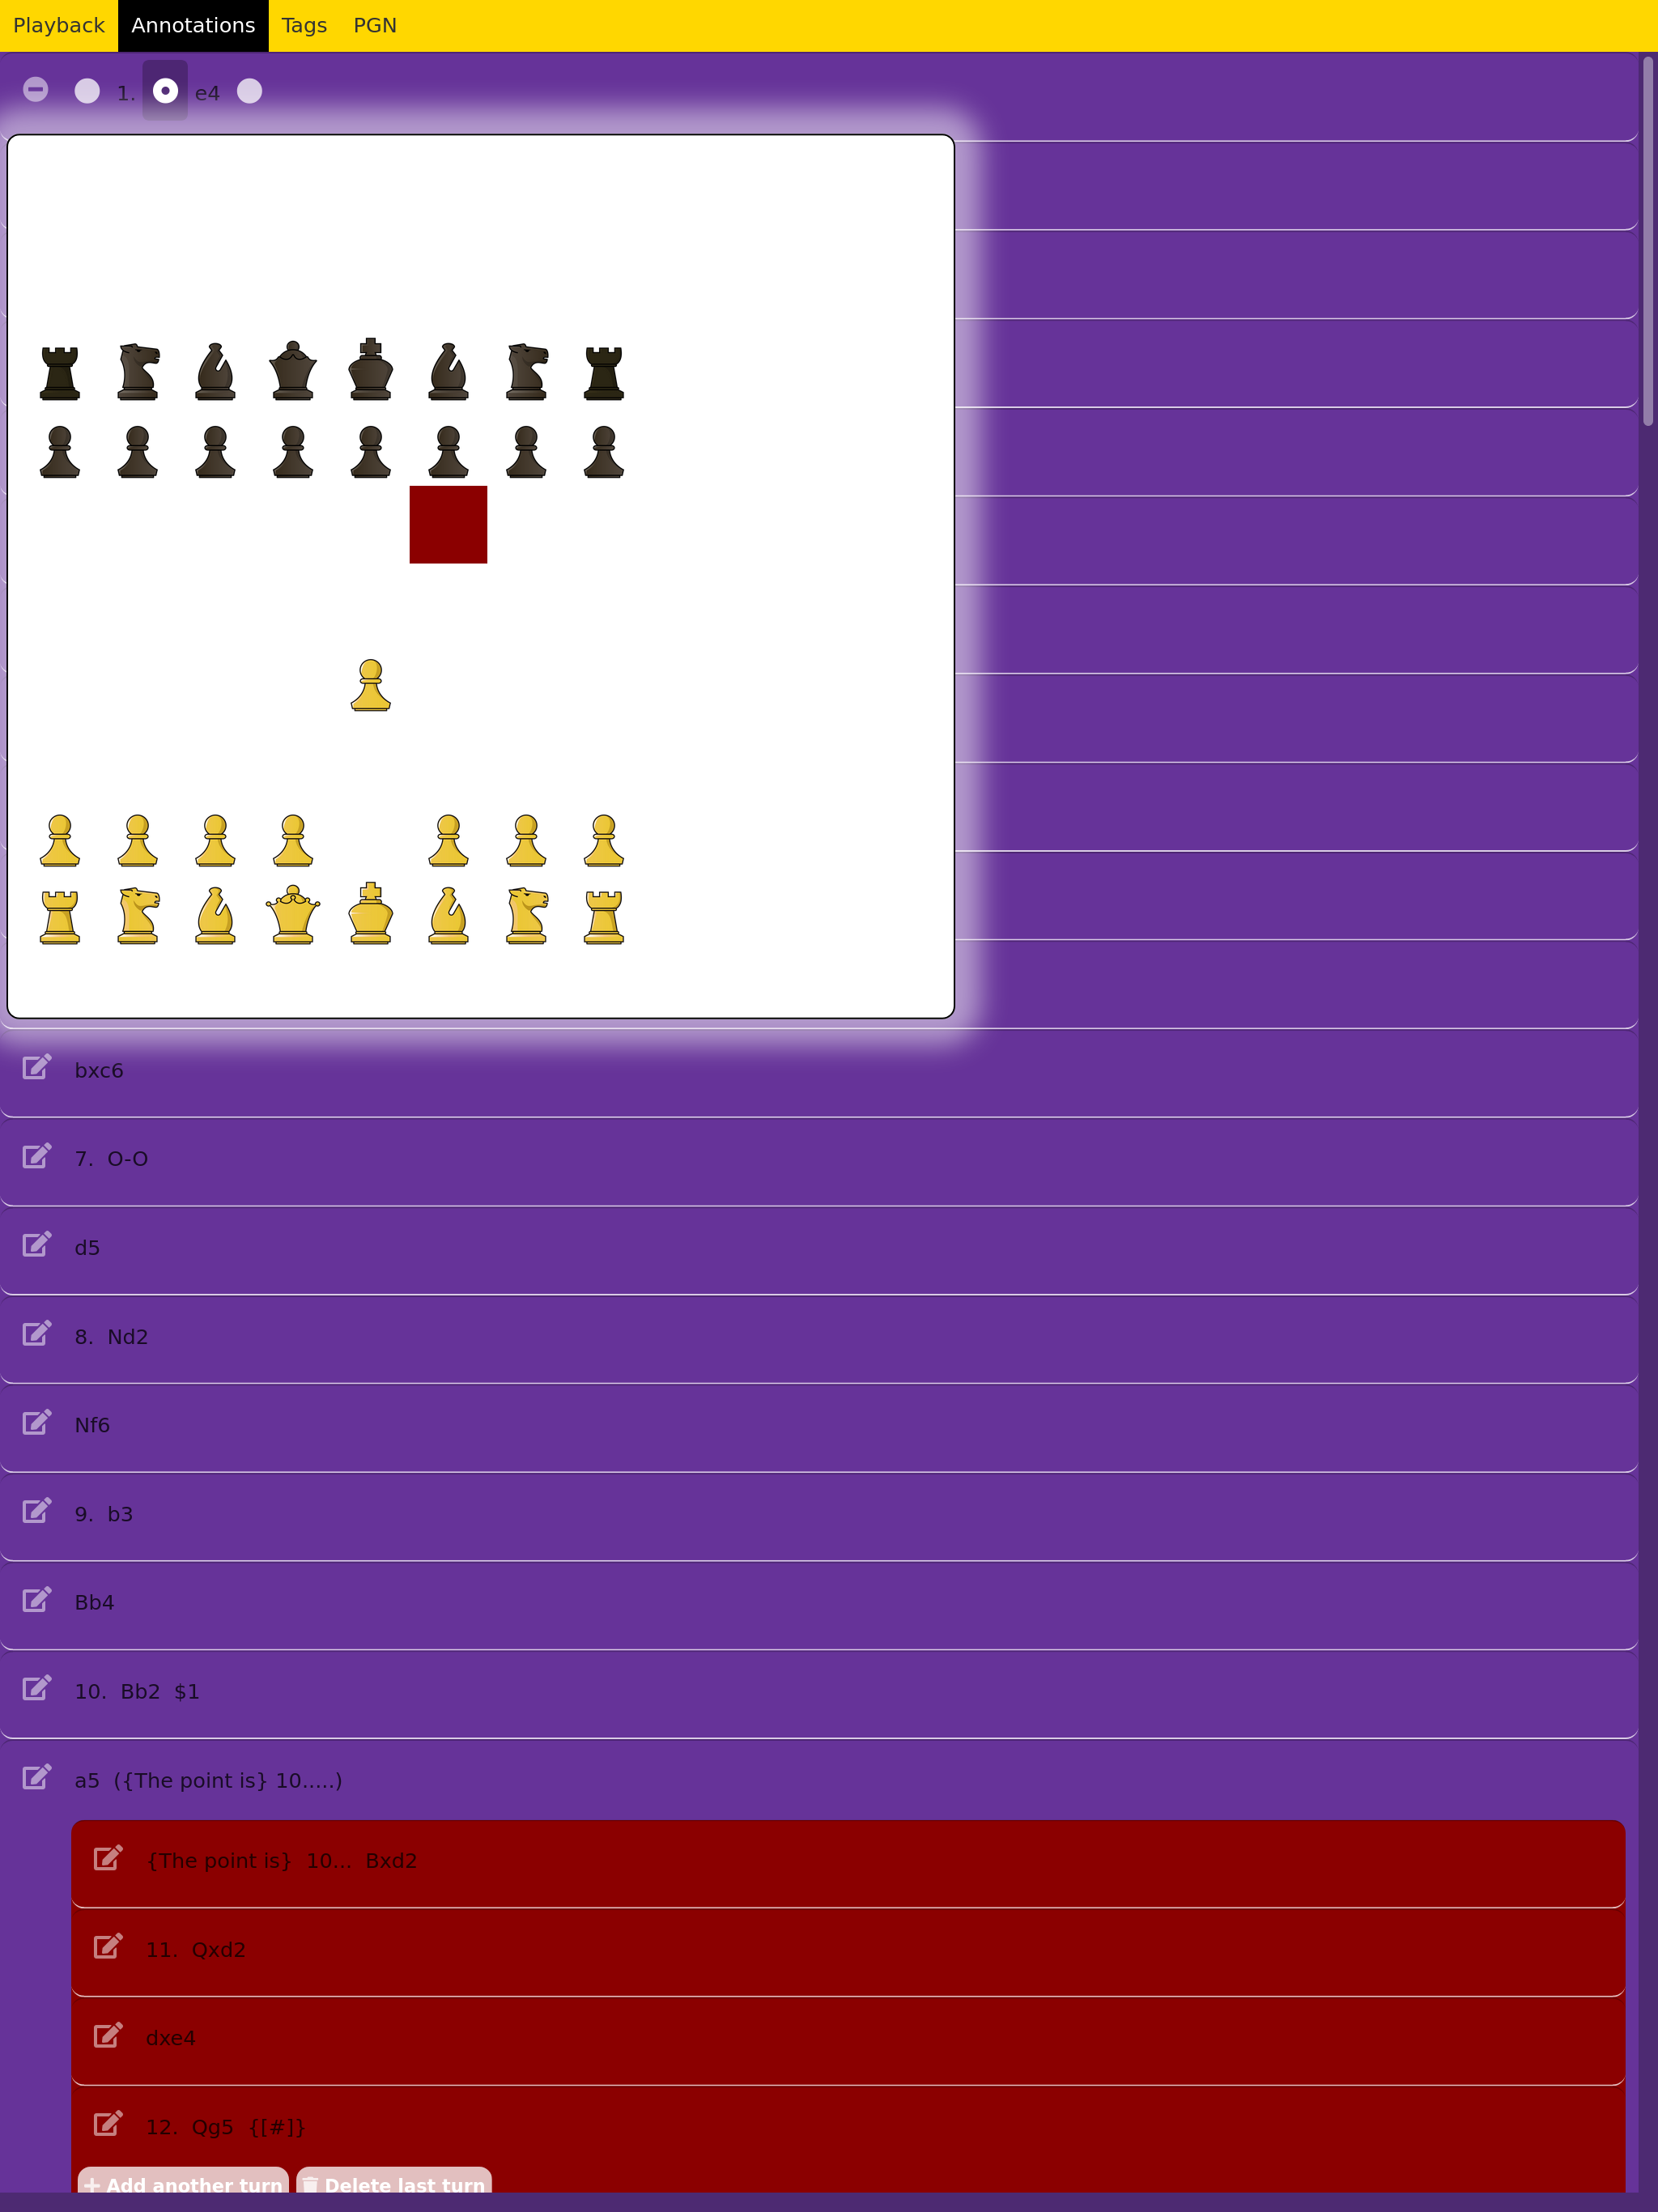 Playback Annotations Tags PGN
1. e4
bxc6
7. O-O
d5
8. Nd2
Nf6
9. b3
Bb4
10. Bb2 $1
a5 ({The point is} 10.....)
{The point is} 10... Bxd2
11. Qxd2
dxe4
12. Qg5 {[#]}
Add another turn Delete last turn